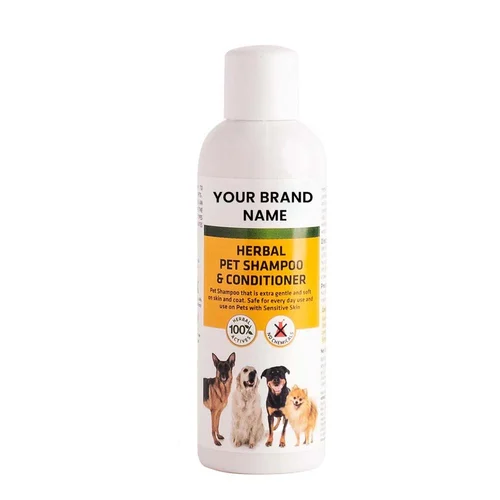 YOUR BRAND
NAME
HERBAL
PET SHAMPOO
& CONDITIONER
Pet Shampoo that is extra gentle and soft
on skin and coat. Safe for every day use and
use on Pets with Sensitive Skin.
HERBAL
100%
ACTIVES
NO CHEMICALS